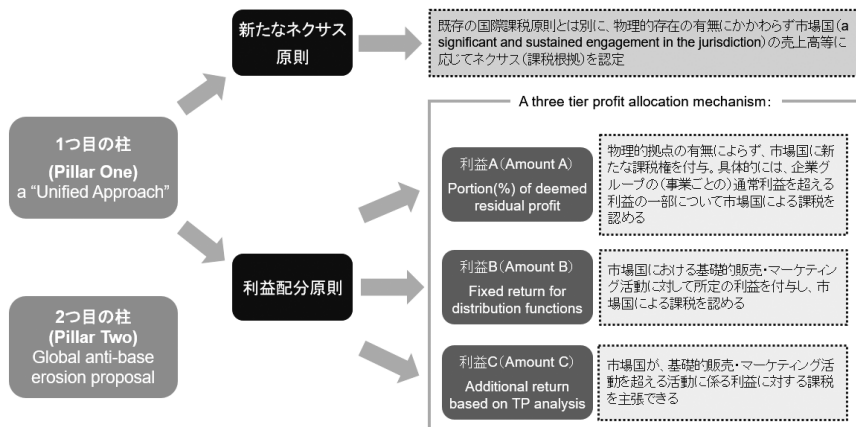 新たなネクサス
原則
既存の国際課税原則とは別に、物理的存在の有無にかかわらず市場国(a
significant and sustained engagement in the jurisdiction)の売上高等に
応じてネクサス(課税根拠)を認定
1つ目の柱
(Pillar One)
a “Unified Approach”
2つ目の柱
(Pillar Two)
Global anti-base
erosion proposal
利益配分原則
A three tier profit allocation mechanism:
利益A(Amount A)
Portion(%) of deemed
residual profit
物理的拠点の有無によらず、市場国に新
たな課税権を付与。具体的には、企業グ
ループの(事業ごとの)通常利益を超える
利益の一部について市場国による課税を
認める
利益B(Amount B)
Fixed return for
distribution functions
市場国における基礎的販売・マーケティン
グ活動に対して所定の利益を付与し、市
場国による課税を認める
利益C(Amount C)
Additional return
based on TP analysis
市場国が、基礎的販売・マーケティング活
動を超える活動に係る利益に対する課税
を主張できる